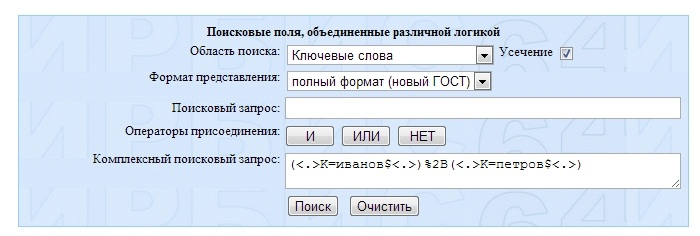 Поисковые поля, объединенные различной логикой
Область поиска: Ключевые слова Усечение
Формат представления: полный формат (новый ГОСТ)
Поисковый запрос:
Операторы присоединения: И ИЛИ НЕТ
Комплексный поисковый запрос: (<.>K=иванов$<.>)%2B(<.>K=петров$<.>)
Поиск Очистить